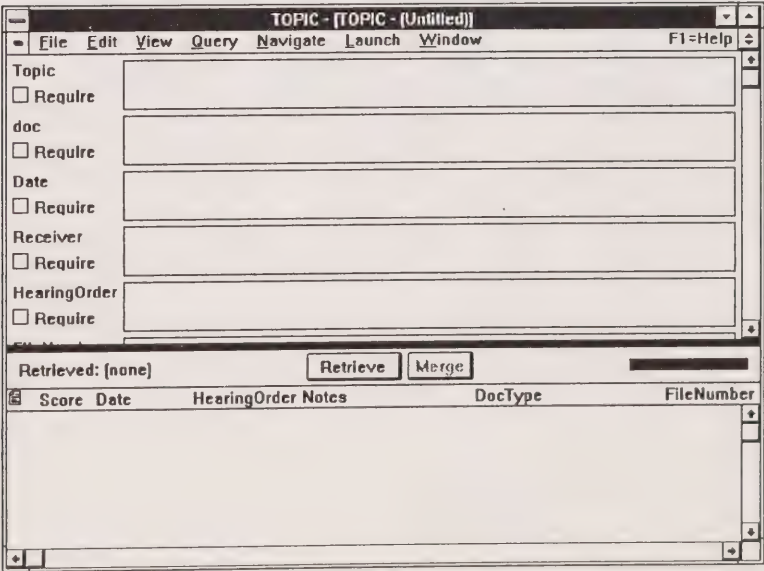 TOPIC - [TOPIC - (Untitled)]
File Edit View Query Navigate Launch Window F1=Help
Topic
Require
doc
Require
Date
Require
Receiver
Require
HearingOrder
Require
Retrieved: (none) Retrieve Merge
Score Date HearingOrder Notes DocType FileNumber